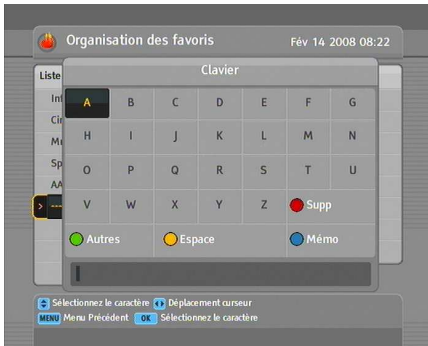 Organisation des favoris Fév 14 2008 08:22
Clavier
Liste
A B C D E F G
H I J K L M N
O P Q R S T U
V W X Y Z Supp
Autres Espace Mémo
Sélectionnez le caractère Déplacement curseur
MENU Menu Précédent OK Sélectionnez le caractère